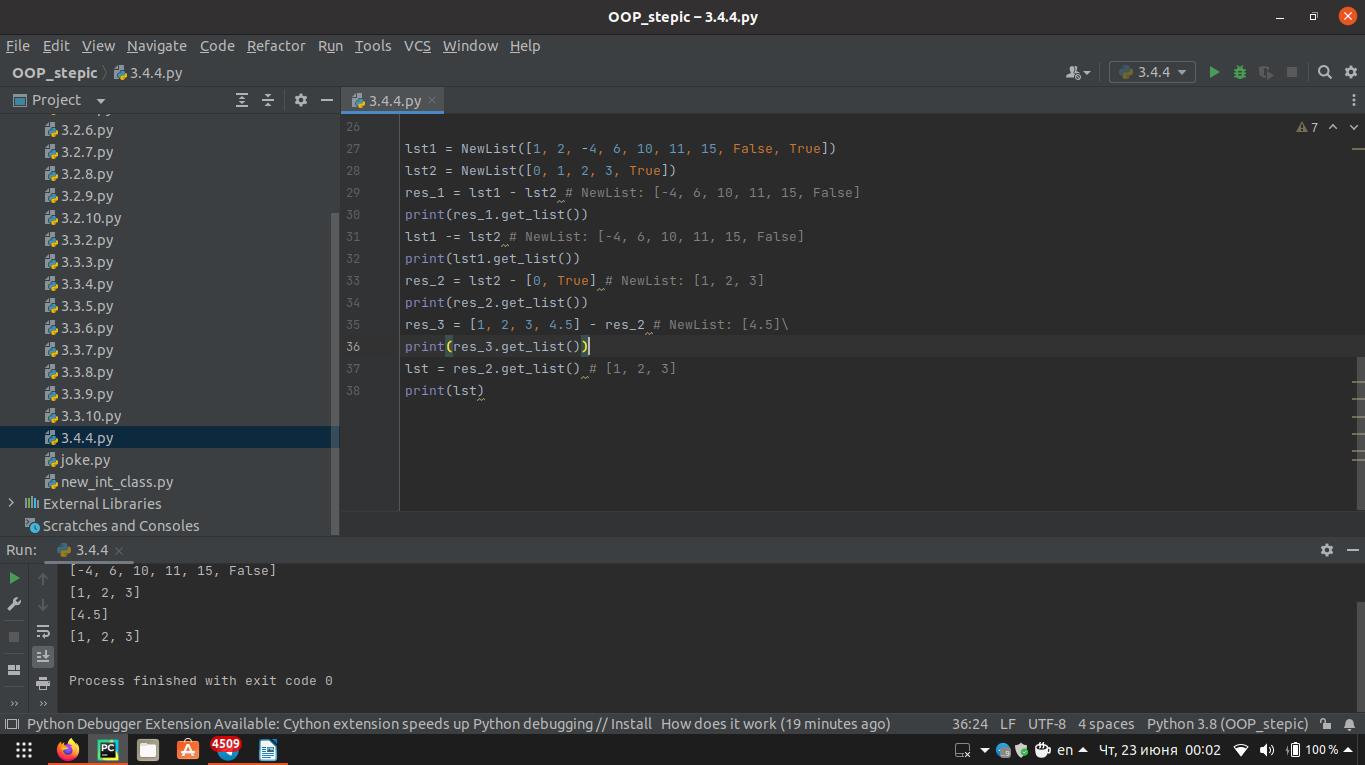 OOP_stepic – 3.4.4.py
File Edit View Navigate Code Refactor Run Tools VCS Window Help
OOP_stepic 3.4.4.py 3.4.4
Project 3.4.4.py
3.2.6.py
3.2.7.py
3.2.8.py
3.2.9.py
3.2.10.py
3.3.2.py
3.3.3.py
3.3.4.py
3.3.5.py
3.3.6.py
3.3.7.py
3.3.8.py
3.3.9.py
3.3.10.py
3.4.4.py
joke.py
new_int_class.py
External Libraries
Scratches and Consoles
7
26
27 lst1 = NewList([1, 2, -4, 6, 10, 11, 15, False, True])
28 lst2 = NewList([0, 1, 2, 3, True])
29 res_1 = lst1 - lst2 # NewList: [-4, 6, 10, 11, 15, False]
30 print(res_1.get_list())
31 lst1 -= lst2 # NewList: [-4, 6, 10, 11, 15, False]
32 print(lst1.get_list())
33 res_2 = lst2 - [0, True] # NewList: [1, 2, 3]
34 print(res_2.get_list())
35 res_3 = [1, 2, 3, 4.5] - res_2 # NewList: [4.5]\
36 print(res_3.get_list())
37 lst = res_2.get_list() # [1, 2, 3]
38 print(lst)
Run: 3.4.4
[-4, 6, 10, 11, 15, False]
[1, 2, 3]
[4.5]
[1, 2, 3]
Process finished with exit code 0
Python Debugger Extension Available: Cython extension speeds up Python debugging // Install How does it work (19 minutes ago) 36:24 LF UTF-8 4 spaces Python 3.8 (OOP_stepic)
PC 4509 en Чт, 23 июня 00:02 100 %